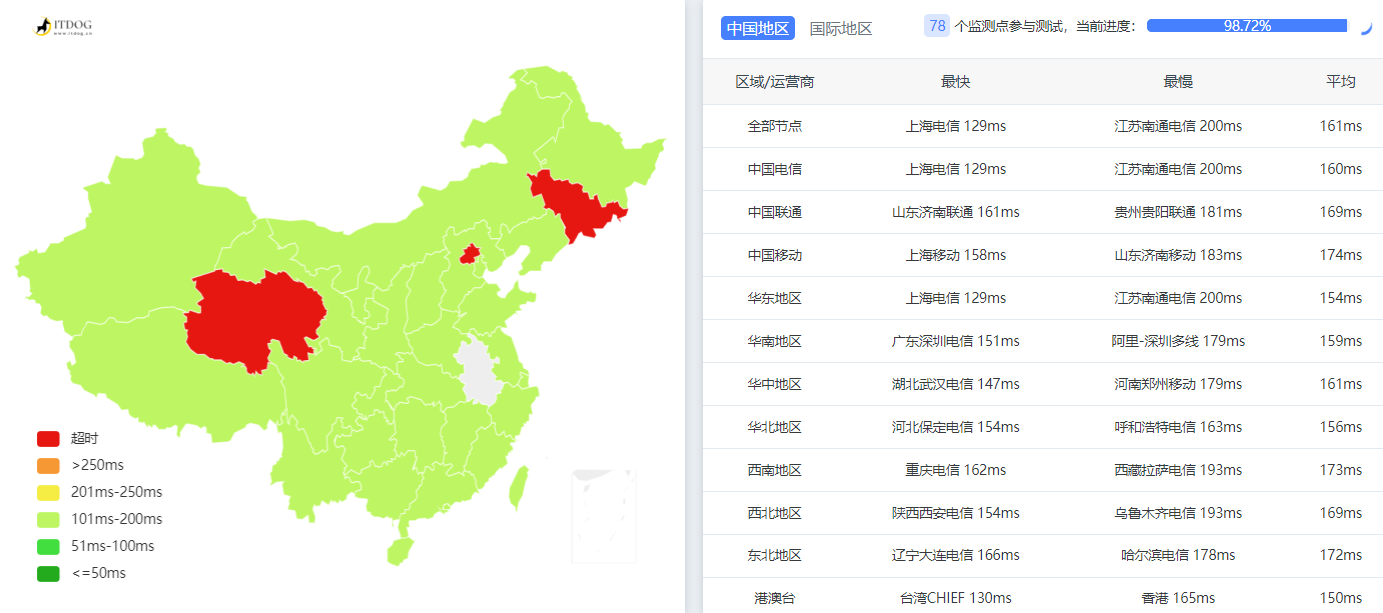 ITDOG
www.itdog.cn
超时
>250ms
201ms-250ms
101ms-200ms
51ms-100ms
<=50ms
中国地区 国际地区 78 个监测点参与测试，当前进度： 98.72%
区域/运营商 最快 最慢 平均
全部节点 上海电信 129ms 江苏南通电信 200ms 161ms
中国电信 上海电信 129ms 江苏南通电信 200ms 160ms
中国联通 山东济南联通 161ms 贵州贵阳联通 181ms 169ms
中国移动 上海移动 158ms 山东济南移动 183ms 174ms
华东地区 上海电信 129ms 江苏南通电信 200ms 154ms
华南地区 广东深圳电信 151ms 阿里-深圳多线 179ms 159ms
华中地区 湖北武汉电信 147ms 河南郑州移动 179ms 161ms
华北地区 河北保定电信 154ms 呼和浩特电信 163ms 156ms
西南地区 重庆电信 162ms 西藏拉萨电信 193ms 173ms
西北地区 陕西西安电信 154ms 乌鲁木齐电信 193ms 169ms
东北地区 辽宁大连电信 166ms 哈尔滨电信 178ms 172ms
港澳台 台湾CHIEF 130ms 香港 165ms 150ms